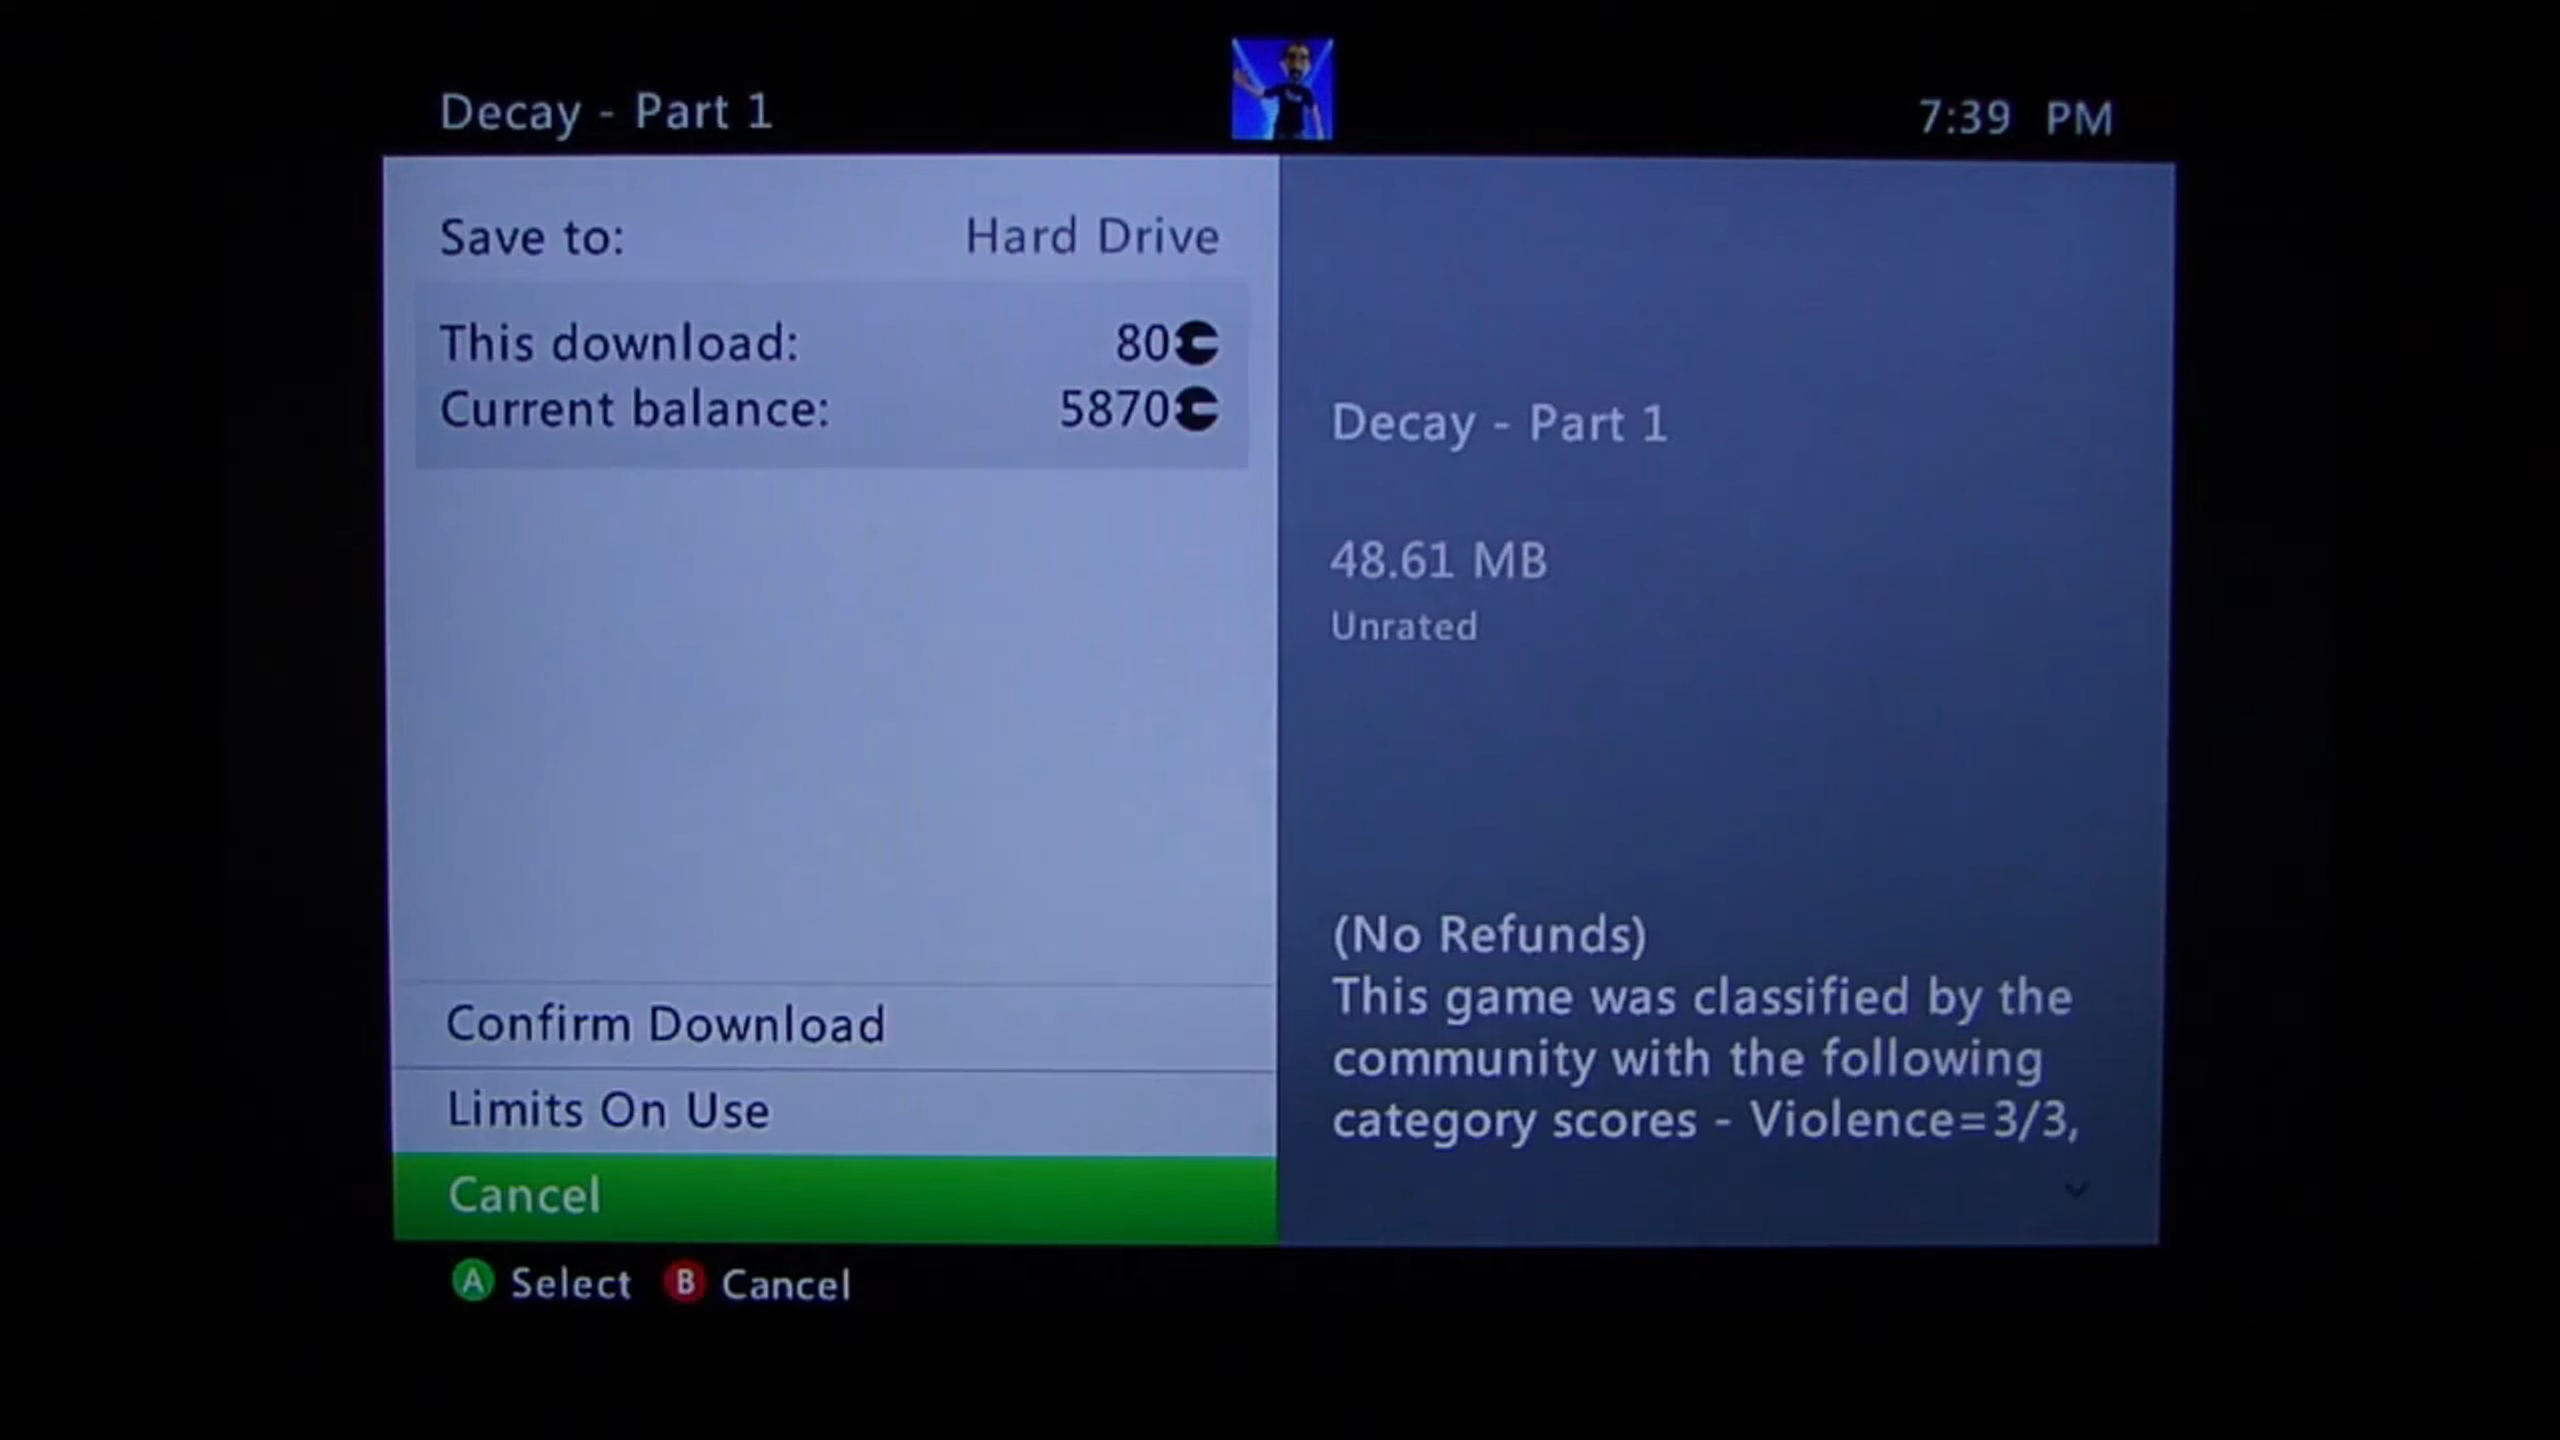 Decay - Part 1
7:39 PM
Save to: Hard Drive
This download: 80
Current balance: 5870
Confirm Download
Limits On Use
Cancel
Decay - Part 1
48.61 MB
Unrated
(No Refunds)
This game was classified by the
community with the following
category scores - Violence=3/3,
A Select B Cancel